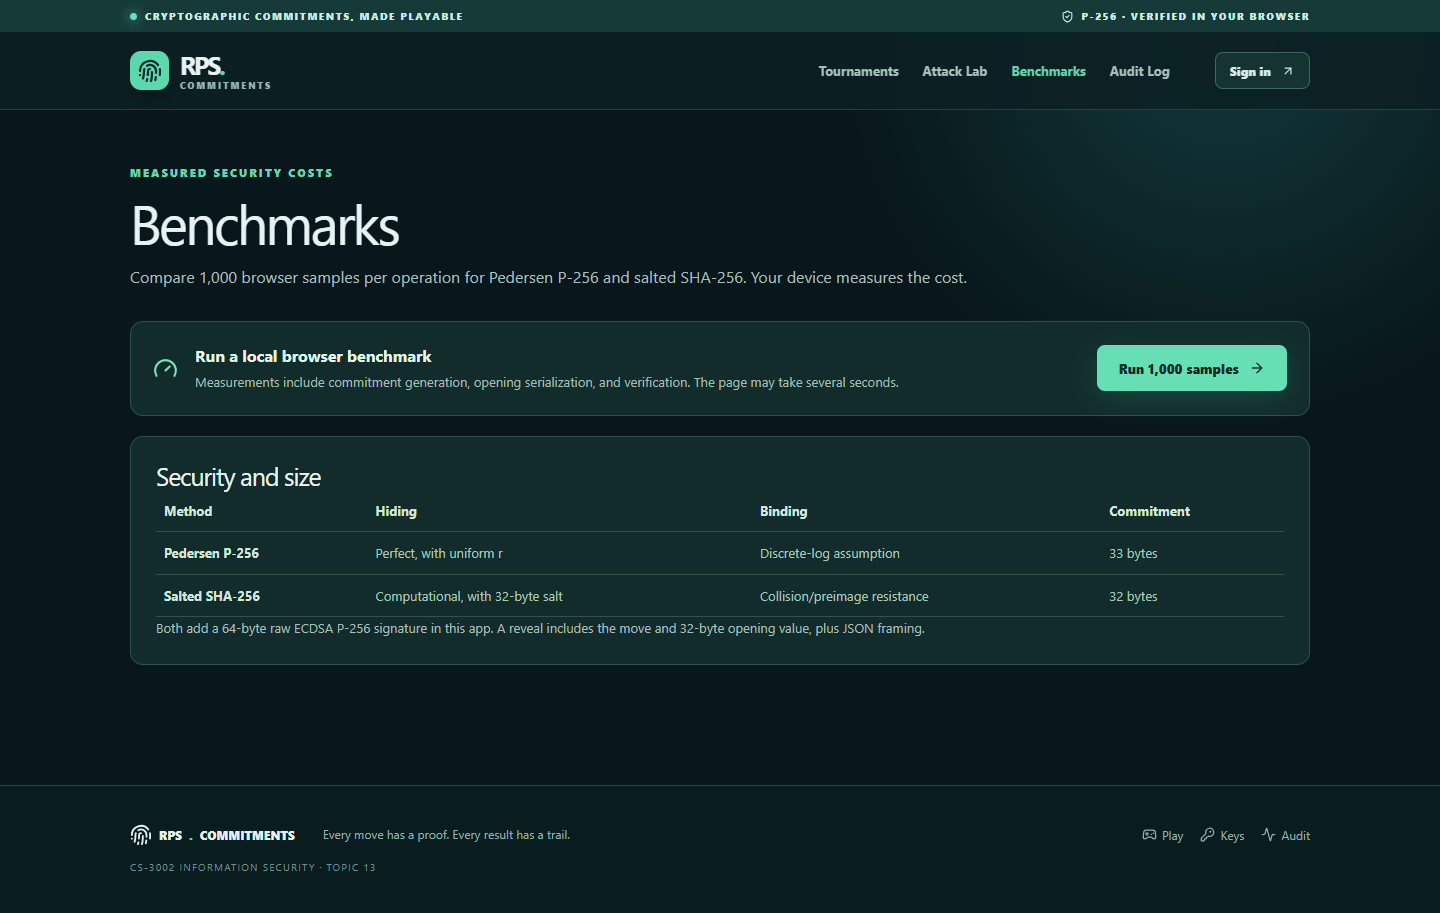 CRYPTOGRAPHIC COMMITMENTS, MADE PLAYABLE
P-256 · VERIFIED IN YOUR BROWSER
RPS.
COMMITMENTS
Tournaments
Attack Lab
Benchmarks
Audit Log
Sign in
MEASURED SECURITY COSTS
Benchmarks
Compare 1,000 browser samples per operation for Pedersen P-256 and salted SHA-256. Your device measures the cost.
Run a local browser benchmark
Measurements include commitment generation, opening serialization, and verification. The page may take several seconds.
Run 1,000 samples
Security and size
Method Hiding Binding Commitment
Pedersen P-256 Perfect, with uniform r Discrete-log assumption 33 bytes
Salted SHA-256 Computational, with 32-byte salt Collision/preimage resistance 32 bytes
Both add a 64-byte raw ECDSA P-256 signature in this app. A reveal includes the move and 32-byte opening value, plus JSON framing.
RPS . COMMITMENTS
Every move has a proof. Every result has a trail.
Play
Keys
Audit
CS-3002 INFORMATION SECURITY · TOPIC 13